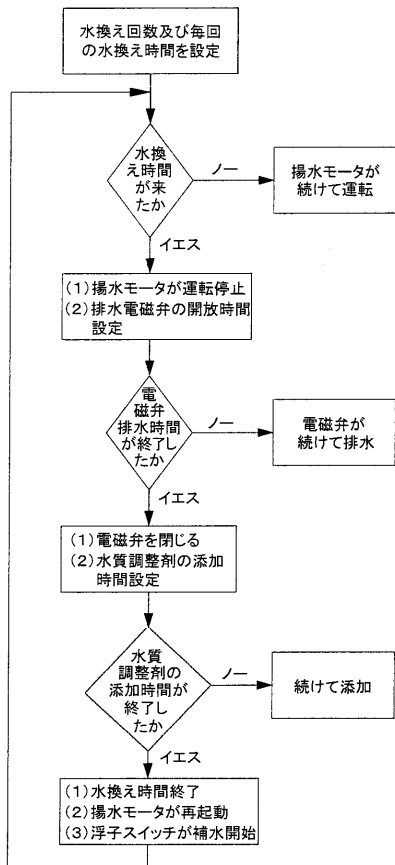 水換え回数及び毎回
の水換え時間を設定
水換
え時間
が来
たか
ノー
揚水モータが
続けて運転
イエス
(1)揚水モータが運転停止
(2)排水電磁弁の開放時間
設定
電
磁弁
排水時間
が終了し
たか
ノー
電磁弁が
続けて排水
イエス
(1)電磁弁を閉じる
(2)水質調整剤の添加
時間設定
水質
調整剤の
添加時間が
終了し
たか
ノー
続けて添加
イエス
(1)水換え時間終了
(2)揚水モータが再起動
(3)浮子スイッチが補水開始